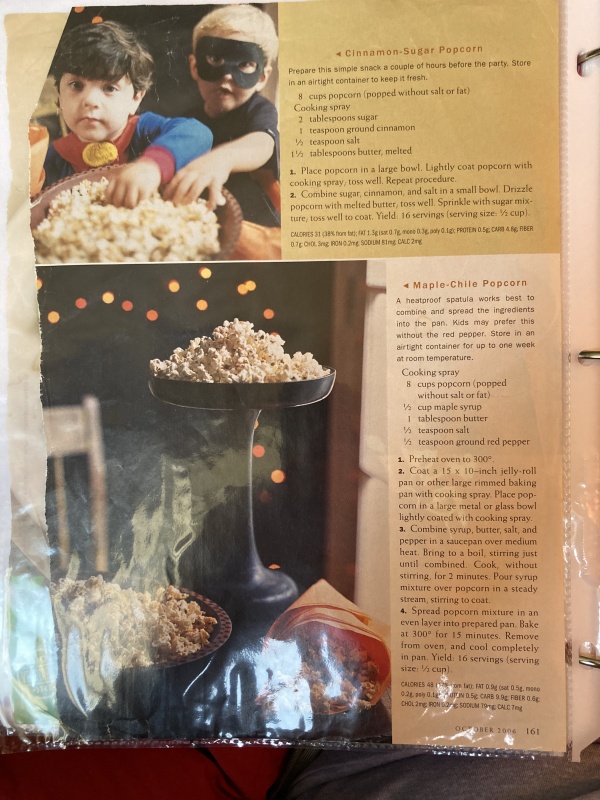 ◄ Cinnamon-Sugar Popcorn
Prepare this simple snack a couple of hours before the party. Store
in an airtight container to keep it fresh.
8 cups popcorn (popped without salt or fat)
Cooking spray
2 tablespoons sugar
1 teaspoon ground cinnamon
½ teaspoon salt
1½ tablespoons butter, melted
1. Place popcorn in a large bowl. Lightly coat popcorn with
cooking spray; toss well. Repeat procedure.
2. Combine sugar, cinnamon, and salt in a small bowl. Drizzle
popcorn with melted butter; toss well. Sprinkle with sugar mix-
ture; toss well to coat. Yield: 16 servings (serving size: ½ cup).
CALORIES 31 (38% from fat); FAT 1.3g (sat 0.7g, mono 0.3g, poly 0.1g); PROTEIN 0.5g; CARB 4.8g; FIBER
0.7g; CHOL 3mg; IRON 0.2mg; SODIUM 81mg; CALC 2mg
◄ Maple-Chile Popcorn
A heatproof spatula works best to
combine and spread the ingredients
into the pan. Kids may prefer this
without the red pepper. Store in an
airtight container for up to one week
at room temperature.
Cooking spray
8 cups popcorn (popped
without salt or fat)
½ cup maple syrup
1 tablespoon butter
½ teaspoon salt
½ teaspoon ground red pepper
1. Preheat oven to 300°.
2. Coat a 15 x 10-inch jelly-roll
pan or other large rimmed baking
pan with cooking spray. Place pop-
corn in a large metal or glass bowl
lightly coated with cooking spray.
3. Combine syrup, butter, salt, and
pepper in a saucepan over medium
heat. Bring to a boil, stirring just
until combined. Cook, without
stirring, for 2 minutes. Pour syrup
mixture over popcorn in a steady
stream, stirring to coat.
4. Spread popcorn mixture in an
even layer into prepared pan. Bake
at 300° for 15 minutes. Remove
from oven, and cool completely
in pan. Yield: 16 servings (serving
size: ½ cup).
CALORIES 48 from fat); FAT 0.9g (sat 0.5g, mono
0.2g, poly 0.1g); PROTEIN 0.5g; CARB 9.9g; FIBER 0.6g;
CHOL 2mg; IRON 0.2mg; SODIUM 79mg; CALC 7mg
OCTOBER 2006 161